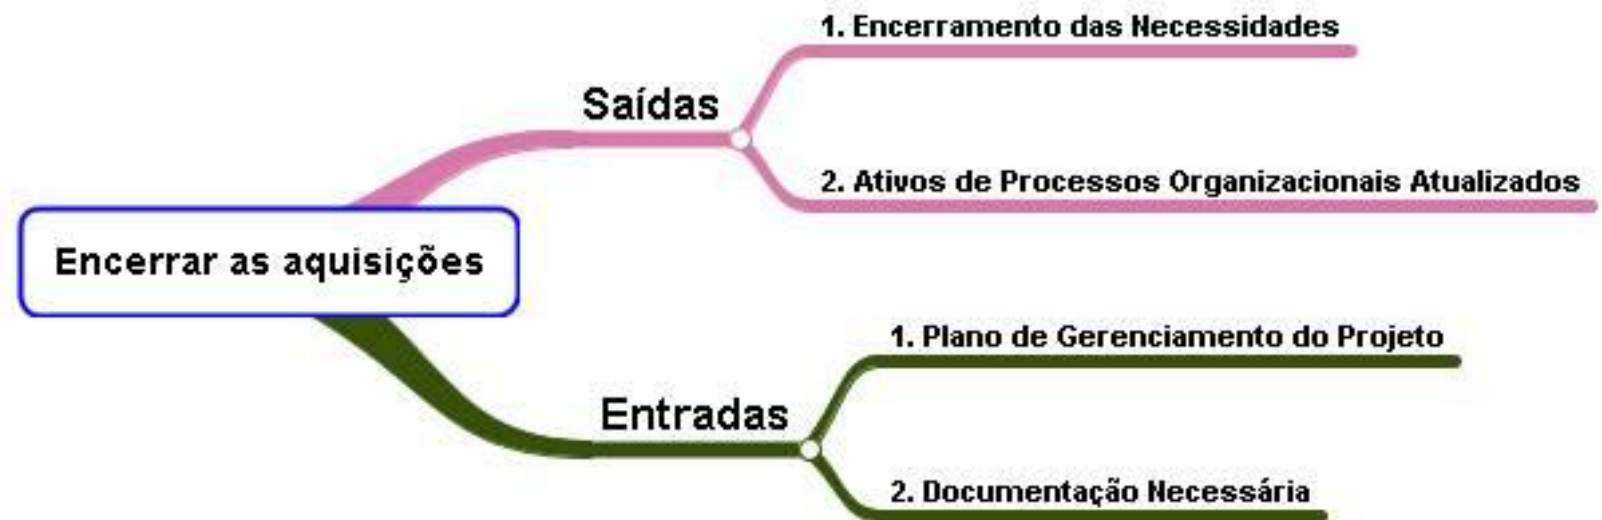 1. Encerramento das Necessidades
Saídas
2. Ativos de Processos Organizacionais Atualizados
Encerrar as aquisições
1. Plano de Gerenciamento do Projeto
Entradas
2. Documentação Necessária